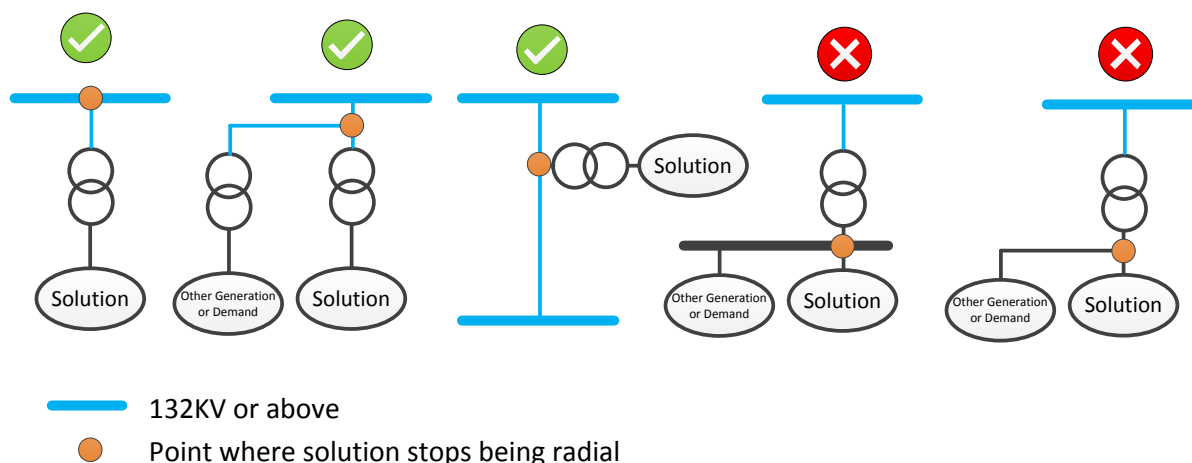 Solution
Other Generation
or Demand
Solution
Solution
Other Generation
or Demand
Solution
Other Generation
or Demand
Solution
132KV or above
Point where solution stops being radial